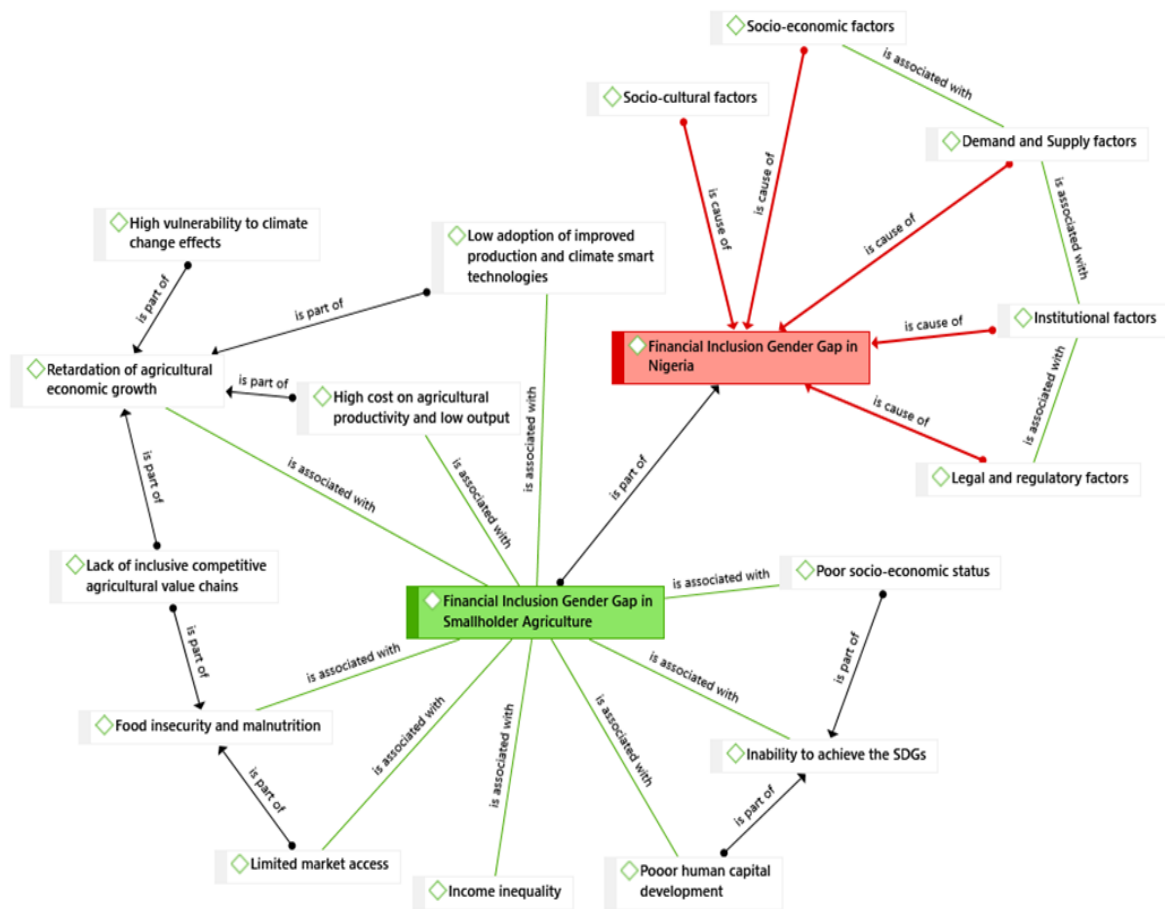 Socio-economic factors
is associated with
Socio-cultural factors
Demand and Supply factors
is cause of
is cause of
is cause of
is associated with
High vulnerability to climate
change effects
Low adoption of improved
production and climate smart
technologies
is part of
is part of
Institutional factors
is cause of
Financial Inclusion Gender Gap in
Nigeria
Retardation of agricultural
economic growth
is part of
High cost on agricultural
productivity and low output
is associated with
is cause of
is associated with
Legal and regulatory factors
is associated with
is associated with
is part of
is part of
Lack of inclusive competitive
agricultural value chains
is associated with
Poor socio-economic status
Financial Inclusion Gender Gap in
Smallholder Agriculture
is part of
is associated with
is associated with
is part of
Food insecurity and malnutrition
is associated with
is associated with
is associated with
Inability to achieve the SDGs
is part of
is part of
Limited market access
Income inequality
Pooor human capital
development